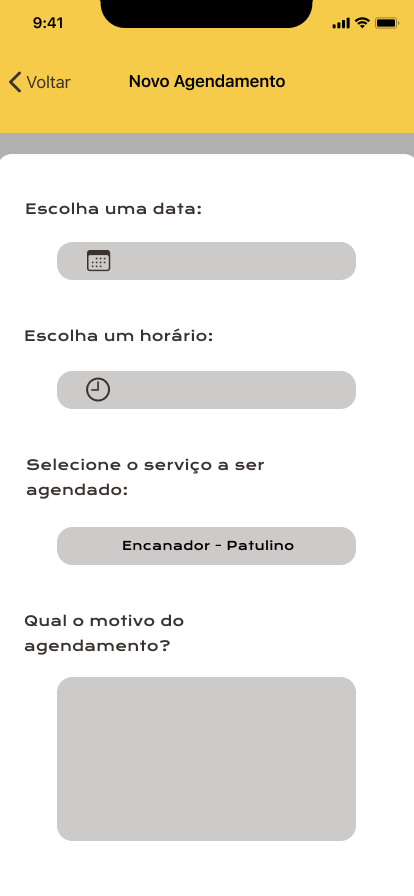 9:41
Voltar
Novo Agendamento
Escolha uma data:
Escolha um horário:
Selecione o serviço a ser
agendado:
Encanador - Patulino
Qual o motivo do
agendamento?